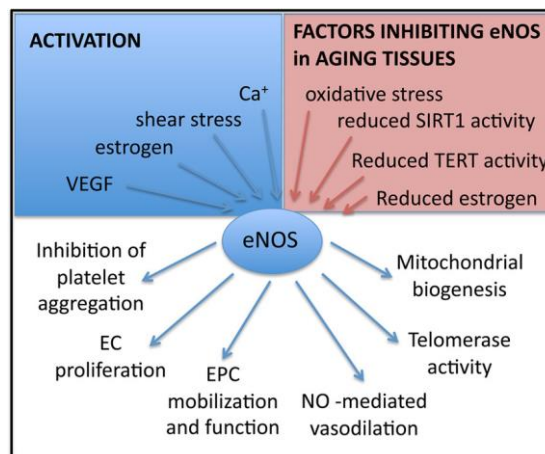 ACTIVATION
Ca+
shear stress
estrogen
VEGF
FACTORS INHIBITING eNOS
in AGING TISSUES
oxidative stress
reduced SIRT1 activity
Reduced TERT activity
Reduced estrogen
eNOS
Inhibition of
platelet
aggregation
EC
proliferation
EPC
mobilization
and function
NO -mediated
vasodilation
Telomerase
activity
Mitochondrial
biogenesis